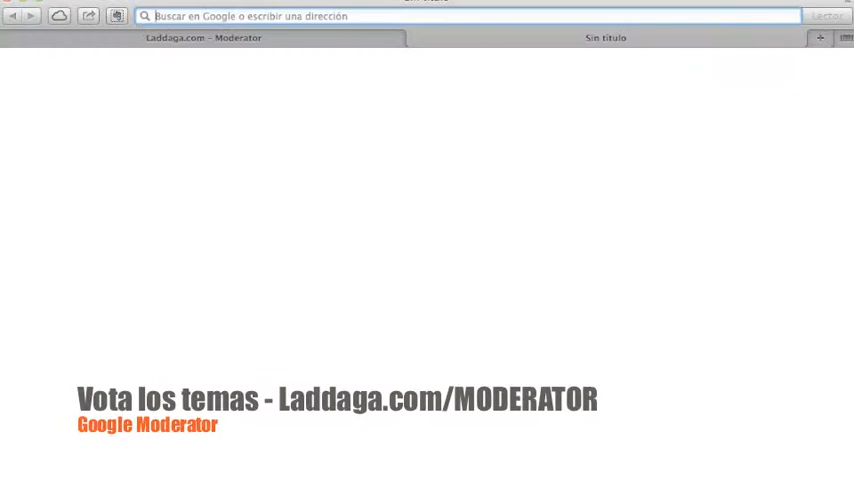 Buscar en Google o escribir una dirección
Lector
Laddaga.com – Moderator
Sin título
Vota los temas - Laddaga.com/MODERATOR
Google Moderator